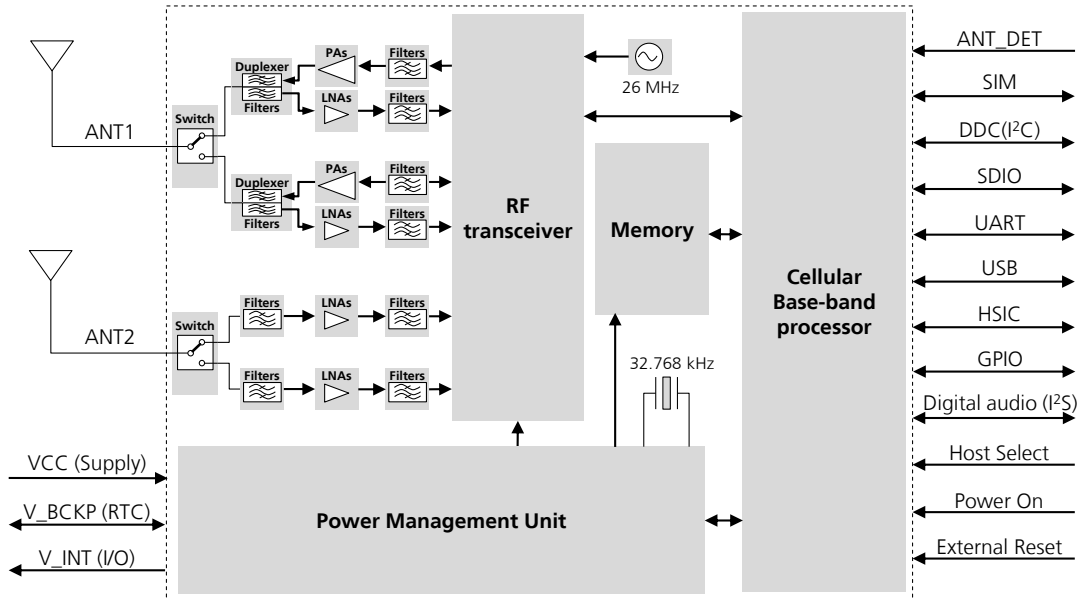 ANT1
ANT2
Switch
Duplexer
Filters
PAs
Filters
LNAs
Filters
Duplexer
Filters
PAs
Filters
LNAs
Filters
Switch
Filters
LNAs
Filters
Filters
LNAs
Filters
RF
transceiver
26 MHz
Memory
32.768 kHz
Cellular
Base-band
processor
Power Management Unit
VCC (Supply)
V_BCKP (RTC)
V_INT (I/O)
ANT_DET
SIM
DDC(I²C)
SDIO
UART
USB
HSIC
GPIO
Digital audio (I²S)
Host Select
Power On
External Reset